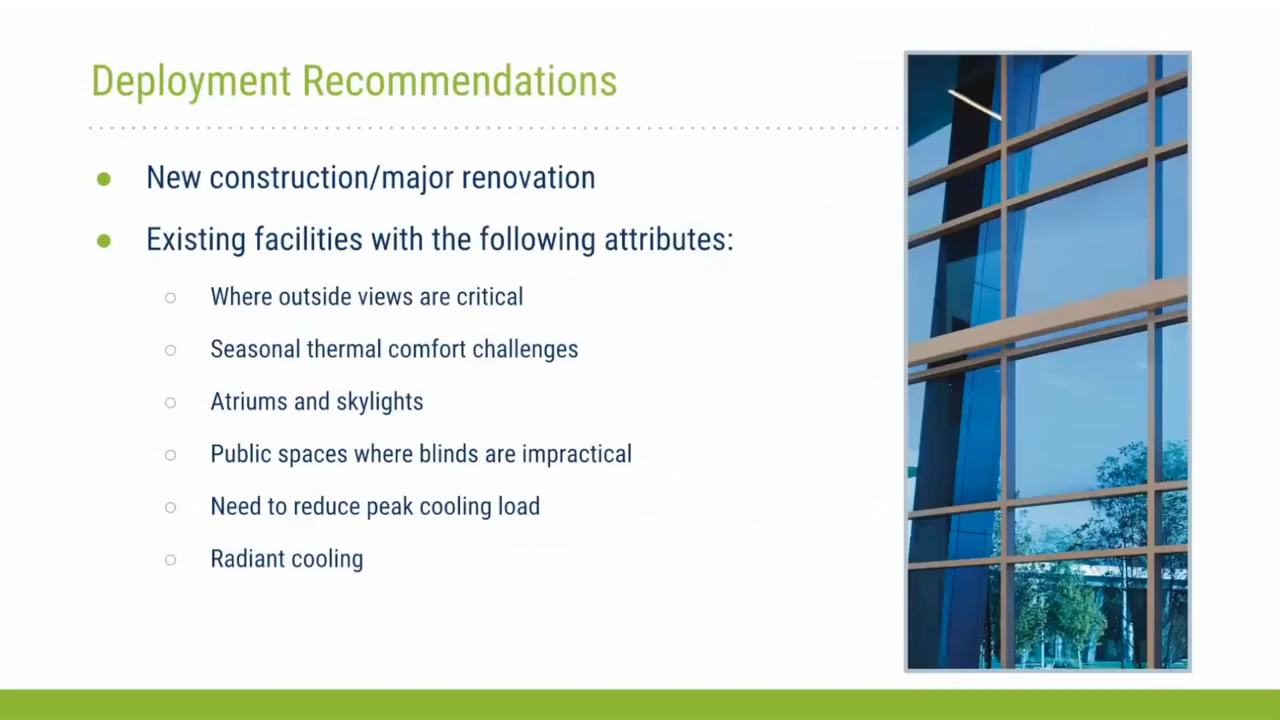 Deployment Recommendations
New construction/major renovation
Existing facilities with the following attributes:
Where outside views are critical
Seasonal thermal comfort challenges
Atriums and skylights
Public spaces where blinds are impractical
Need to reduce peak cooling load
Radiant cooling